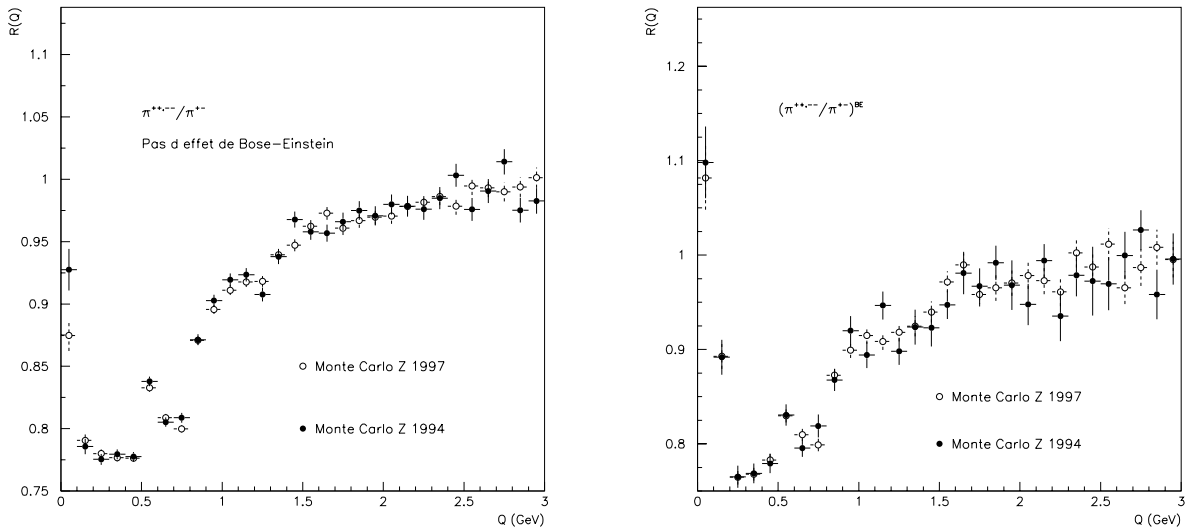 R(Q)
1.1
1.05
1
0.95
0.9
0.85
0.8
0.75
π++,--/π+-
Pas d effet de Bose-Einstein
Monte Carlo Z 1997
Monte Carlo Z 1994
0 0.5 1 1.5 2 2.5 3
Q (GeV)
R(Q)
1.2
1.1
1
0.9
0.8
(π++,--/π+-)BE
Monte Carlo Z 1997
Monte Carlo Z 1994
0 0.5 1 1.5 2 2.5 3
Q (GeV)